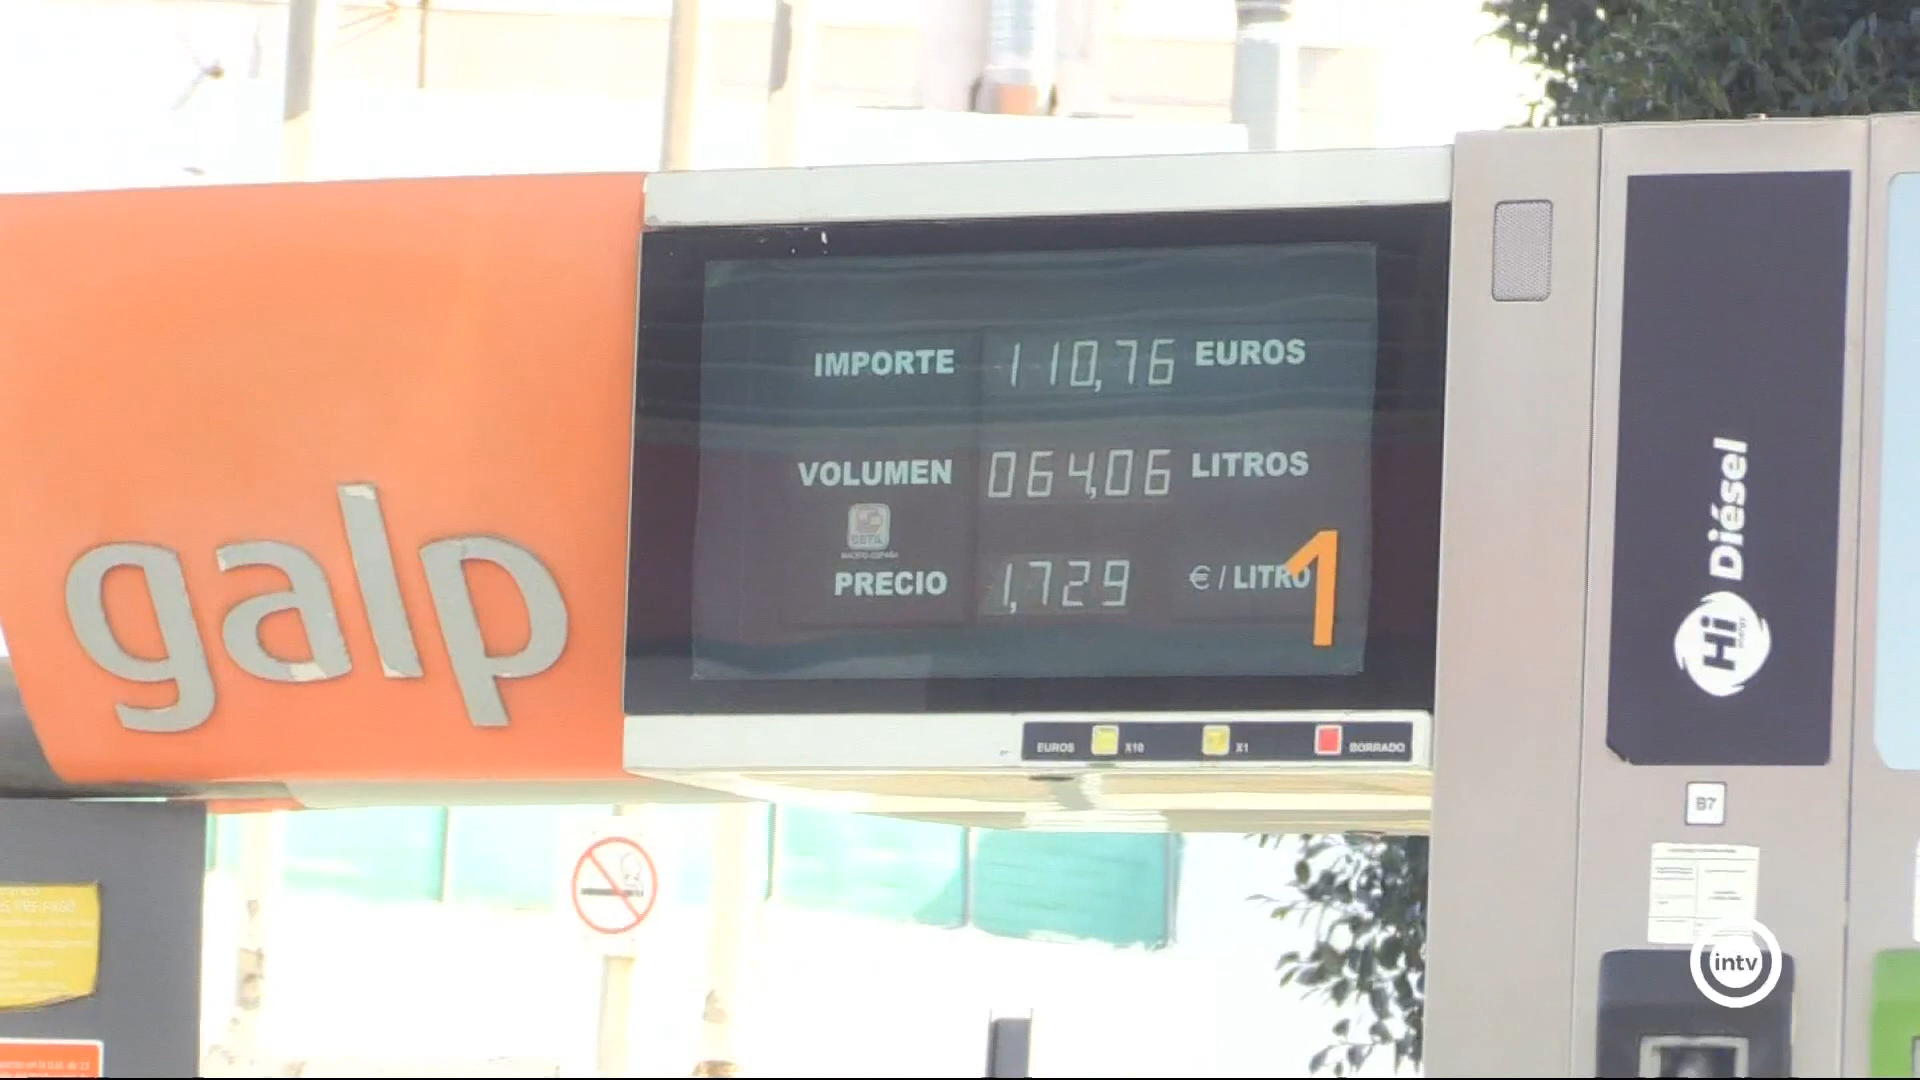 galp
IMPORTE 110,76 EUROS
VOLUMEN 064,06 LITROS
CETIL
PRECIO 1,729 €/LITRO
1
EUROS X10 X1 BORRADO
Hi Diésel
B7
intv